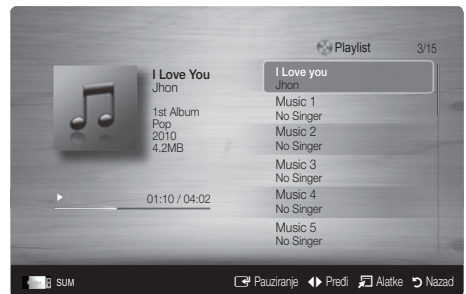 Playlist 3/15
I Love You
Jhon
1st Album
Pop
2010
4.2MB
01:10 / 04:02
I Love you
Jhon
Music 1
No Singer
Music 2
No Singer
Music 3
No Singer
Music 4
No Singer
Music 5
No Singer
SUM Pauziranje Pređi Alatke Nazad